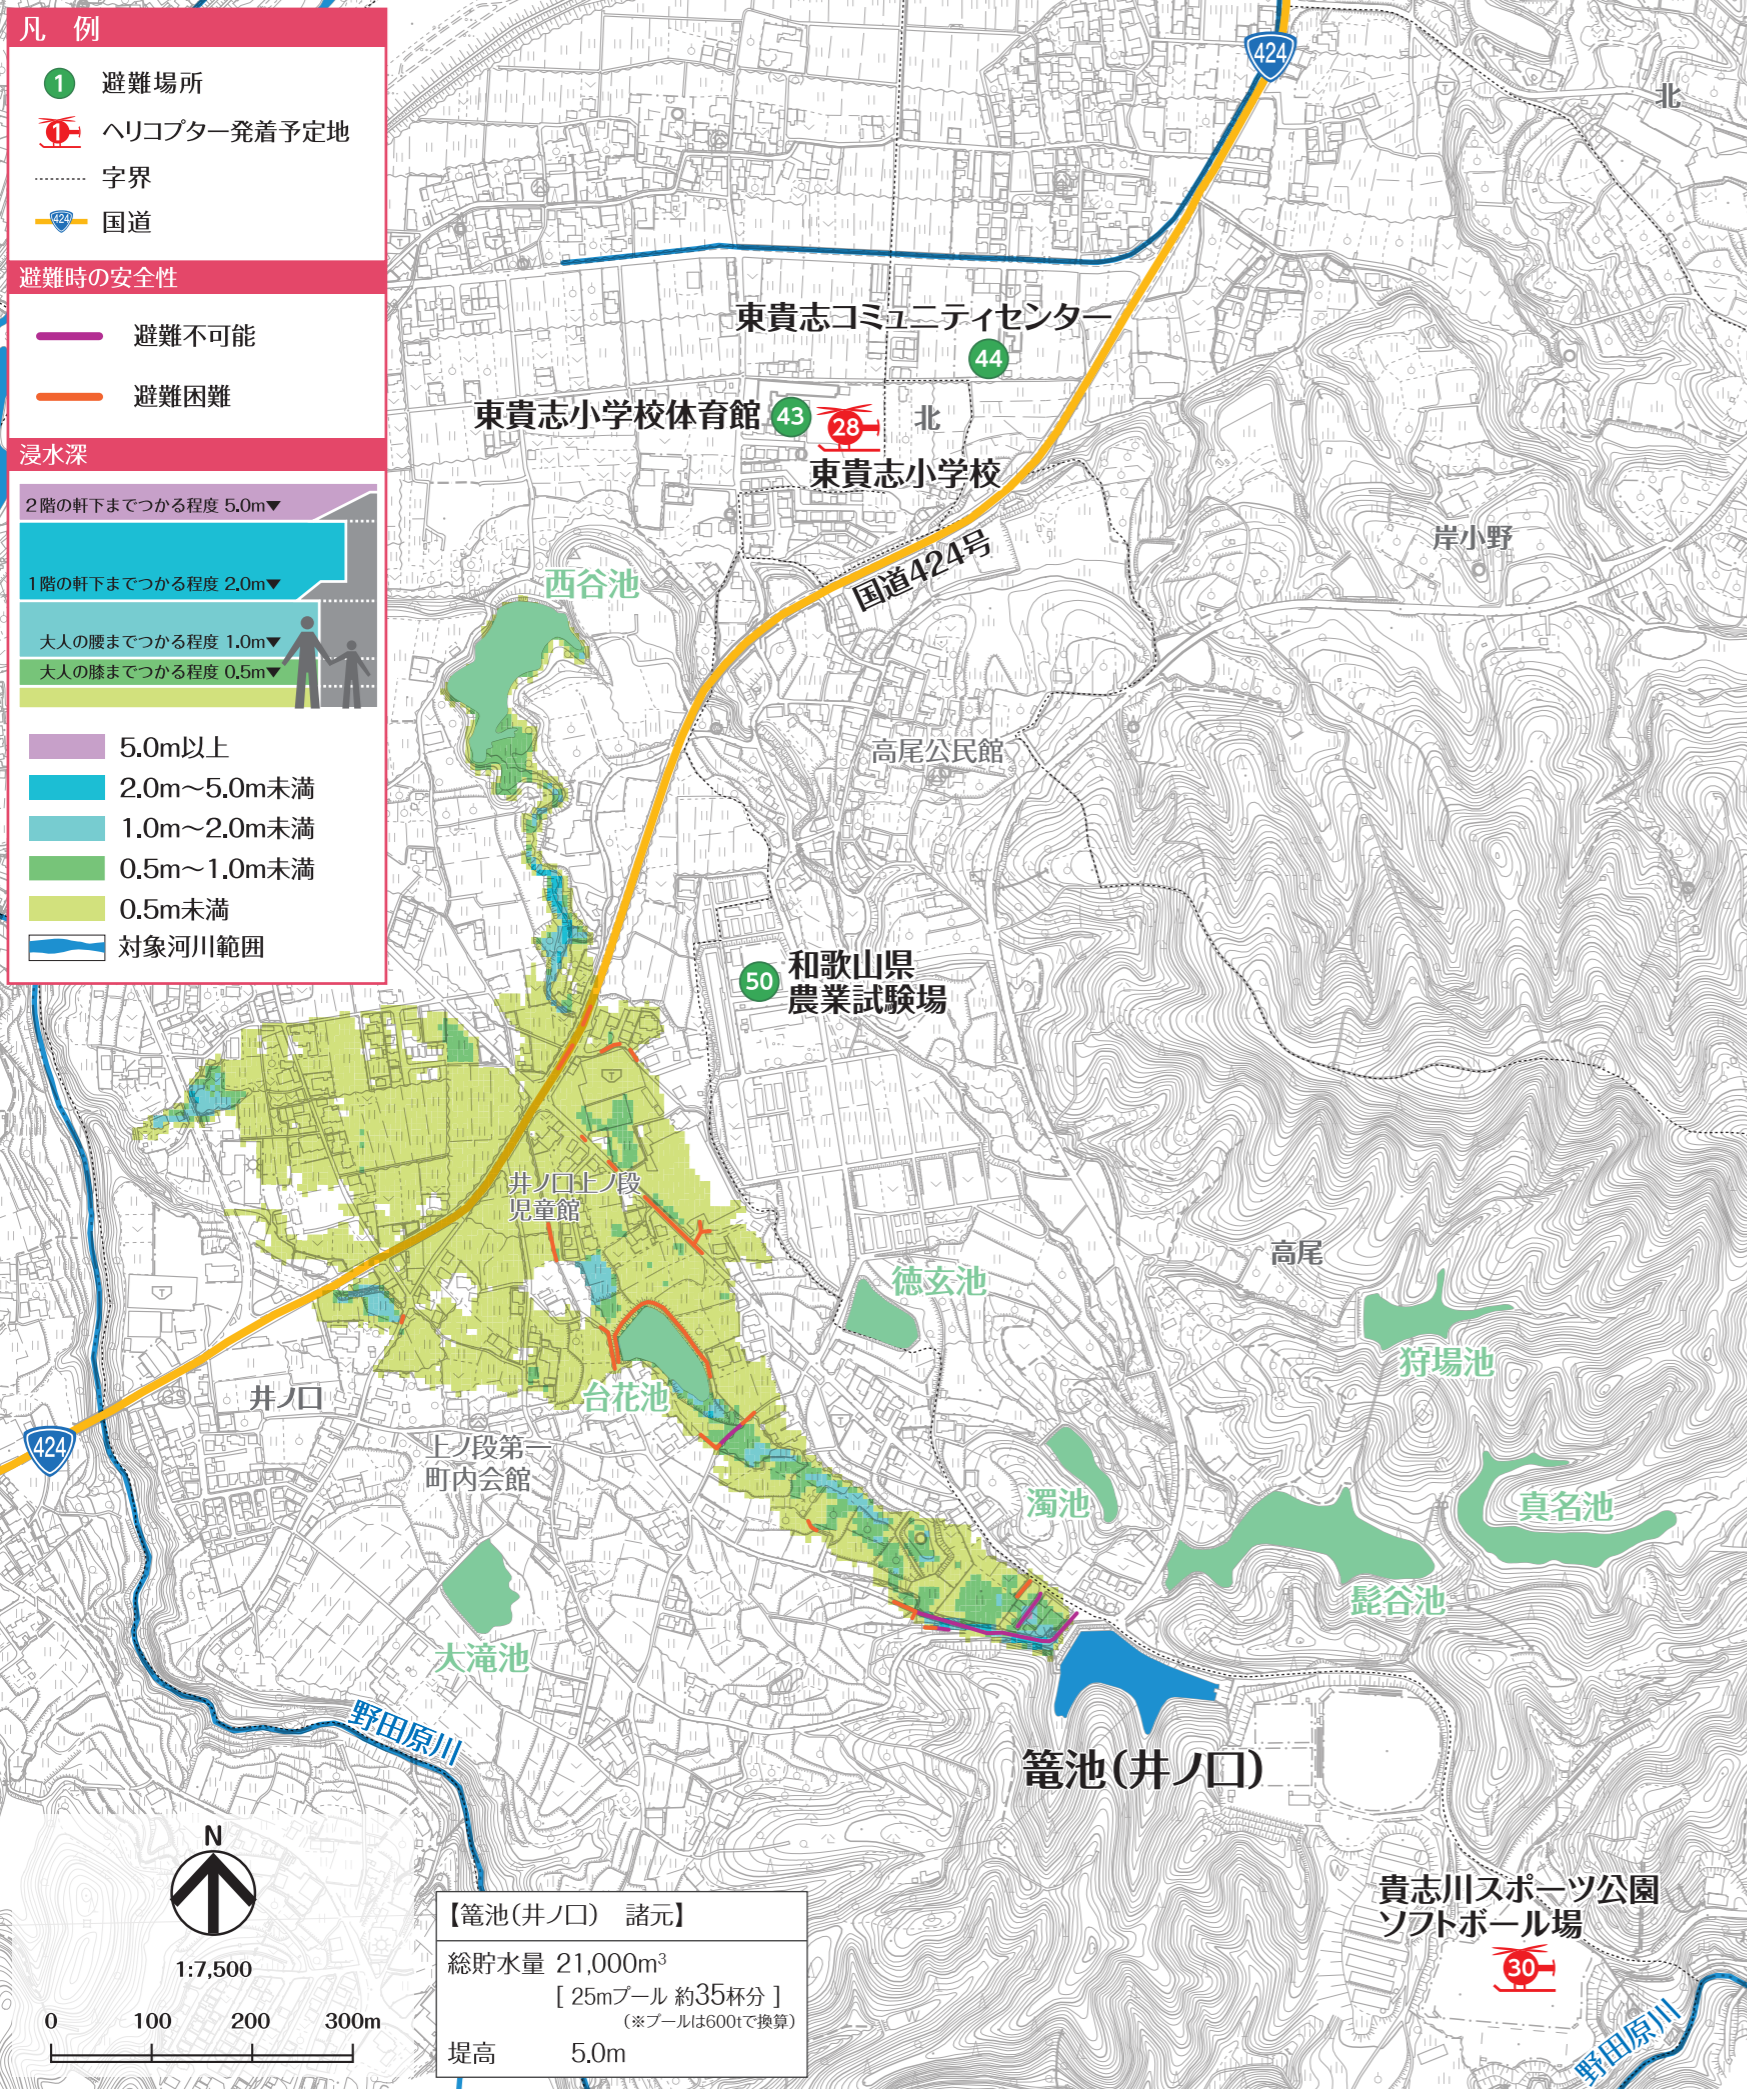 凡 例
1 避難場所
1 ヘリコプター発着予定地
字界
424 国道
避難時の安全性
避難不可能
避難困難
浸水深
2階の軒下までつかる程度 5.0m▼
1階の軒下までつかる程度 2.0m▼
大人の腰までつかる程度 1.0m▼
大人の膝までつかる程度 0.5m▼
5.0m以上
2.0m〜5.0m未満
1.0m〜2.0m未満
0.5m〜1.0m未満
0.5m未満
対象河川範囲
424
北
東貴志コミュニティセンター
44
東貴志小学校体育館 43
28
北
東貴志小学校
国道424号
岸小野
西谷池
高尾公民館
50
和歌山県
農業試験場
井ノ口上ノ段
児童館
高尾
徳玄池
狩場池
台花池
井ノ口
424
上ノ段第一
町内会館
濁池
真名池
髭谷池
大滝池
野田原川
篭池(井ノ口)
貴志川スポーツ公園
ソフトボール場
30
野田原川
N
1:7,500
0 100 200 300m
【篭池(井ノ口) 諸元】
総貯水量 21,000m³
[ 25mプール 約35杯分 ]
(※プールは600tで換算)
堤高 5.0m